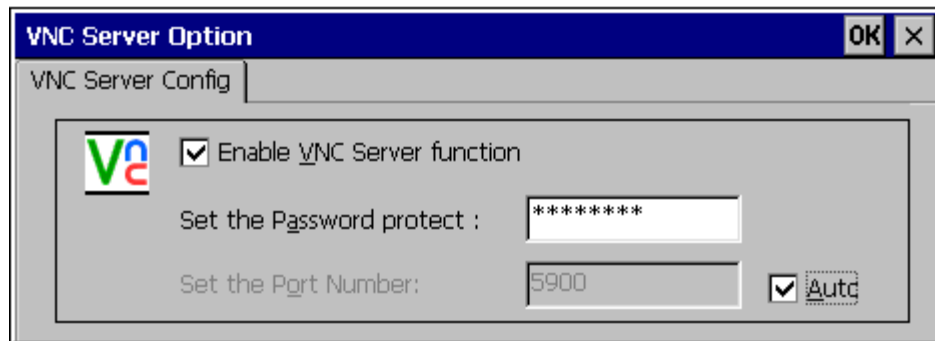 VNC Server Option OK ×
VNC Server Config
Vnc Enable VNC Server function
Set the Password protect : ********
Set the Port Number: 5900 Auto